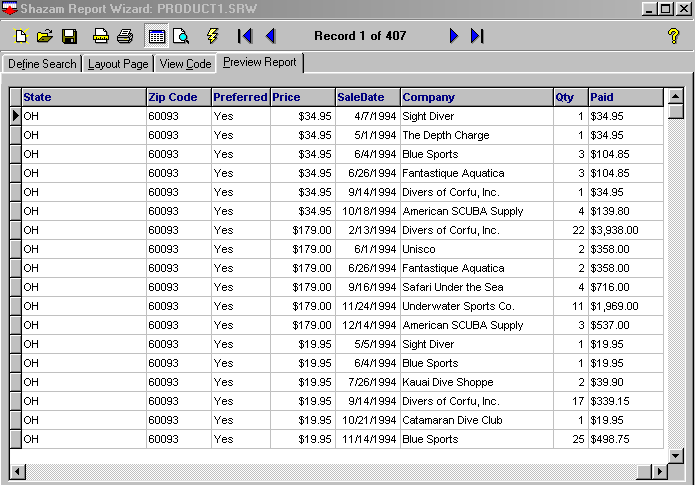 Shazam Report Wizard: PRODUCT1.SRW
Record 1 of 407
Define Search Layout Page View Code Preview Report
State Zip Code Preferred Price SaleDate Company Qty Paid
OH 60093 Yes $34.95 4/7/1994 Sight Diver 1 $34.95
OH 60093 Yes $34.95 5/1/1994 The Depth Charge 1 $34.95
OH 60093 Yes $34.95 6/4/1994 Blue Sports 3 $104.85
OH 60093 Yes $34.95 6/26/1994 Fantastique Aquatica 3 $104.85
OH 60093 Yes $34.95 9/14/1994 Divers of Corfu, Inc. 1 $34.95
OH 60093 Yes $34.95 10/18/1994 American SCUBA Supply 4 $139.80
OH 60093 Yes $179.00 2/13/1994 Divers of Corfu, Inc. 22 $3,938.00
OH 60093 Yes $179.00 6/1/1994 Unisco 2 $358.00
OH 60093 Yes $179.00 6/26/1994 Fantastique Aquatica 2 $358.00
OH 60093 Yes $179.00 9/16/1994 Safari Under the Sea 4 $716.00
OH 60093 Yes $179.00 11/24/1994 Underwater Sports Co. 11 $1,969.00
OH 60093 Yes $179.00 12/14/1994 American SCUBA Supply 3 $537.00
OH 60093 Yes $19.95 5/5/1994 Sight Diver 1 $19.95
OH 60093 Yes $19.95 6/4/1994 Blue Sports 1 $19.95
OH 60093 Yes $19.95 7/26/1994 Kauai Dive Shoppe 2 $39.90
OH 60093 Yes $19.95 9/14/1994 Divers of Corfu, Inc. 17 $339.15
OH 60093 Yes $19.95 10/21/1994 Catamaran Dive Club 1 $19.95
OH 60093 Yes $19.95 11/14/1994 Blue Sports 25 $498.75